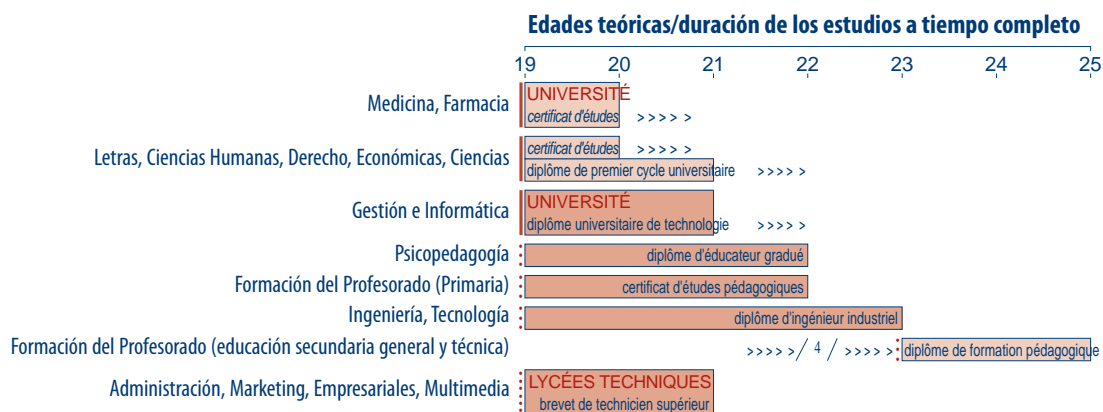 Edades teóricas/duración de los estudios a tiempo completo
19 20 21 22 23 24 25
Medicina, Farmacia
UNIVERSITÉ
certificat d'études >>>> >
Letras, Ciencias Humanas, Derecho, Económicas, Ciencias
certificat d'études >>>> >
diplôme de premier cycle universitaire >>>> >
Gestión e Informática
UNIVERSITÉ
diplôme universitaire de technologie >>>> >
Psicopedagogía diplôme d'éducateur gradué
Formación del Profesorado (Primaria) certificat d'études pédagogiques
Ingeniería, Tecnología diplôme d'ingénieur industriel
Formación del Profesorado (educación secundaria general y técnica) >>>> >/ 4 / >>>> > diplôme de formation pédagogique
Administración, Marketing, Empresariales, Multimedia
LYCÉES TECHNIQUES
brevet de technicien supérieur